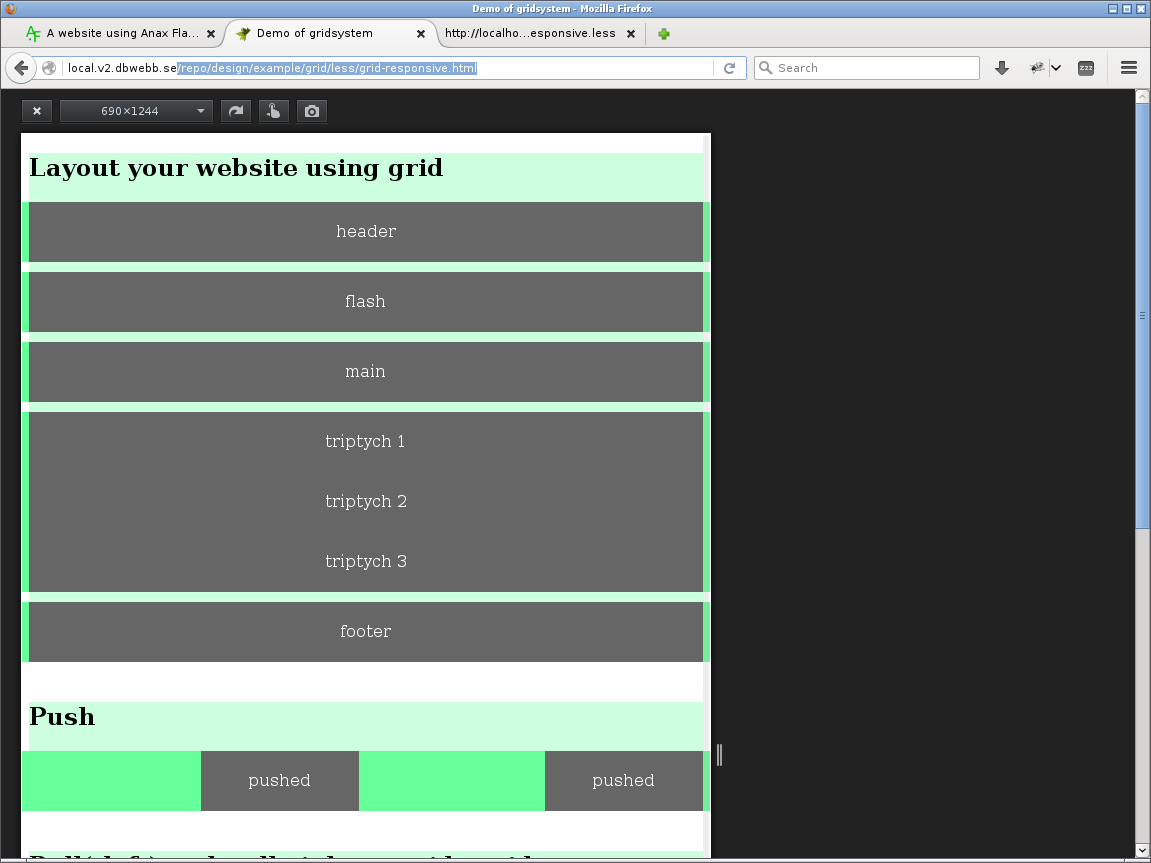 Demo of gridsystem - Mozilla Firefox
A website using Anax Fla...
Demo of gridsystem
http://localho...esponsive.less
local.v2.dbwebb.se/repo/design/example/grid/less/grid-responsive.html
Search
zzz
690×1244
Layout your website using grid
header
flash
main
triptych 1
triptych 2
triptych 3
footer
Push
pushed
pushed